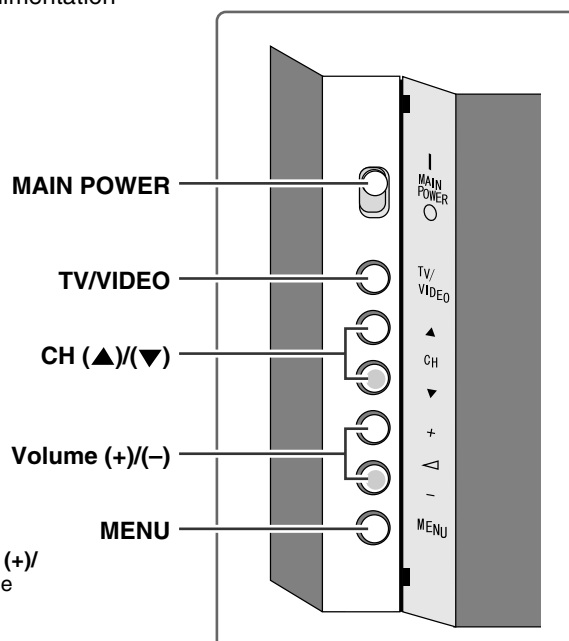 limentation
MAIN POWER
TV/VIDEO
CH (▲)/(▼)
Volume (+)/(–)
MENU
(+)/
e
I
MAIN
POWER
TV/
VIDEO
▲
CH
▼
+
–
MENU